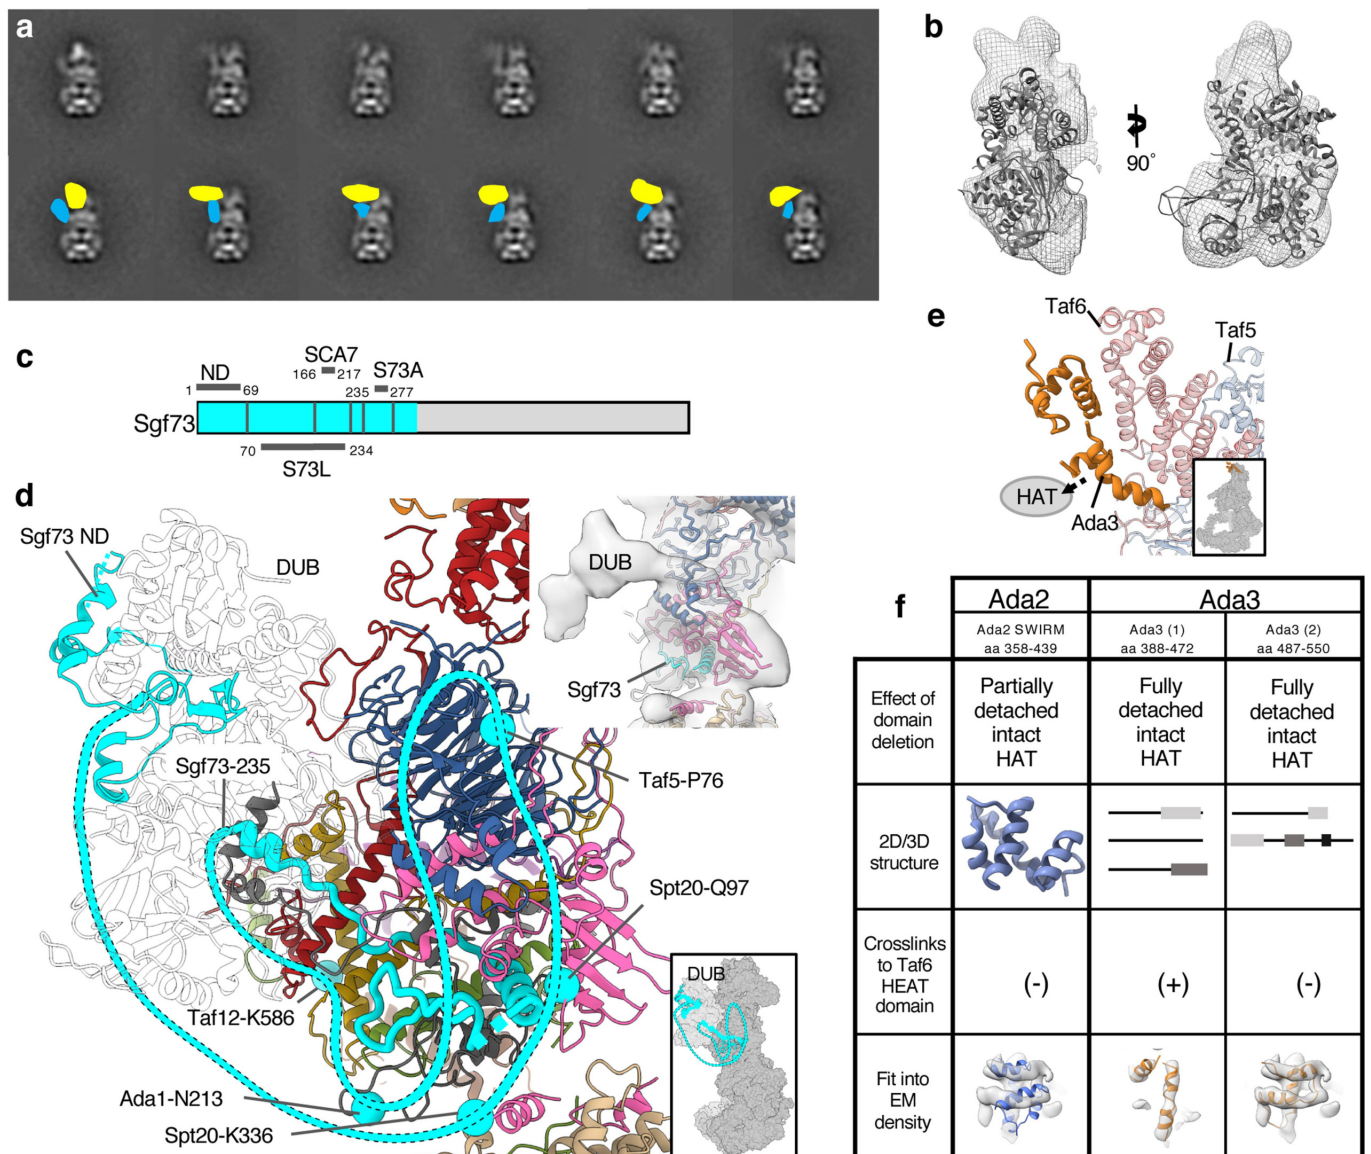 a
b
90°
c
ND
SCA7
S73A
1
69
166
217
235
277
Sgf73
70
234
S73L
d
Sgf73 ND
DUB
DUB
Sgf73
Sgf73-235
Taf5-P76
Spt20-Q97
Taf12-K586
Ada1-N213
Spt20-K336
DUB
e
Taf6
Taf5
HAT
Ada3
f
Ada2
Ada3
Ada2 SWIRM
aa 358-439
Ada3 (1)
aa 388-472
Ada3 (2)
aa 487-550
Effect of
domain
deletion
Partially
detached
intact
HAT
Fully
detached
intact
HAT
Fully
detached
intact
HAT
2D/3D
structure
Crosslinks
to Taf6
HEAT
domain
(-)
(+)
(-)
Fit into
EM
density